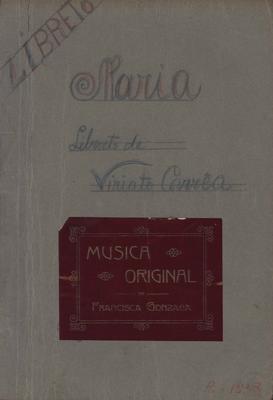 LIBRETO
Maria
Libreto de
Viriato Corrêa
MUSICA
ORIGINAL
DE
FRANCISCA GONZAGA